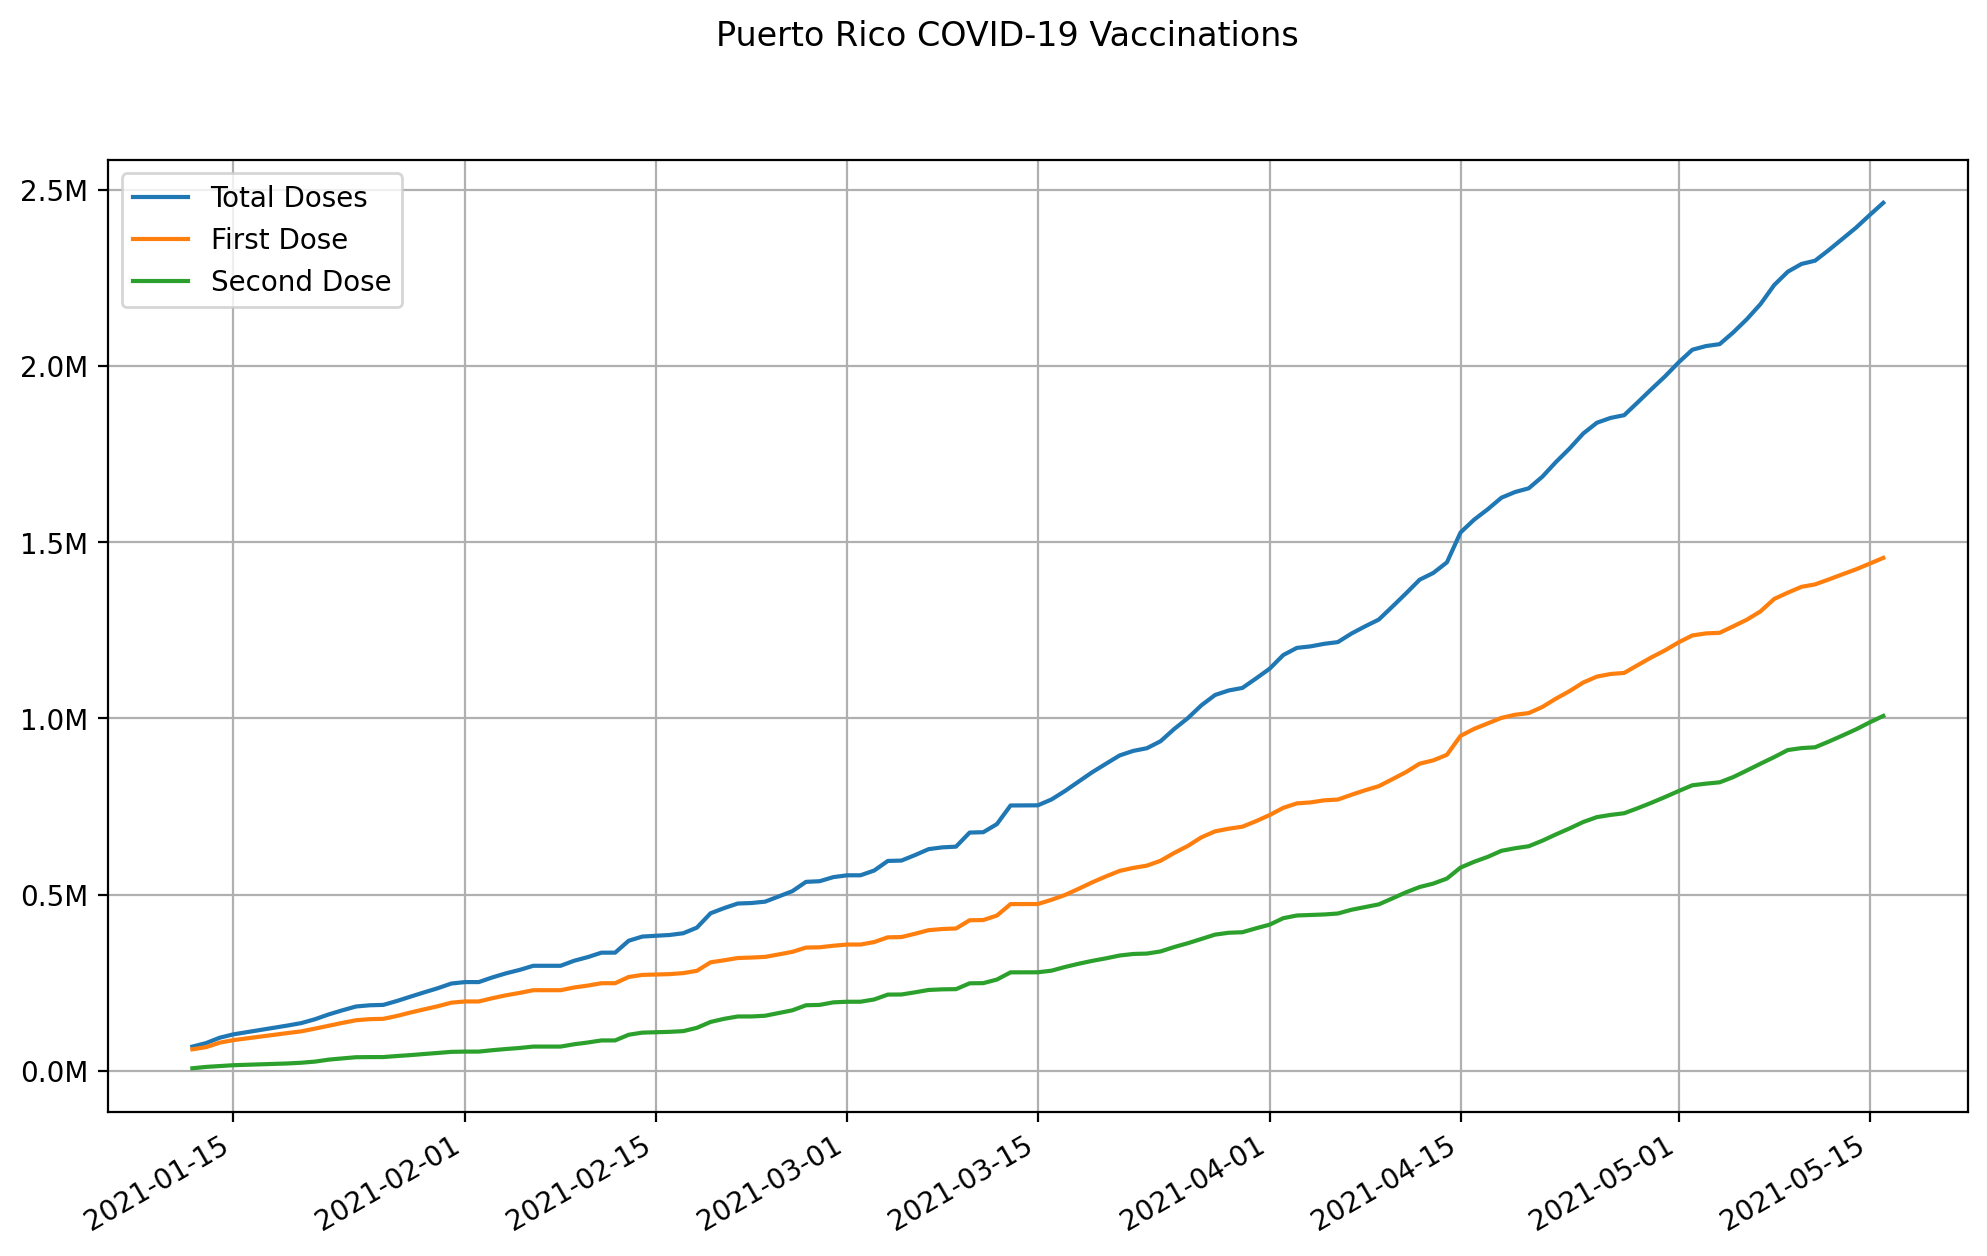 Puerto Rico COVID-19 Vaccinations
2.5M
2.0M
1.5M
1.0M
0.5M
0.0M
Total Doses
First Dose
Second Dose
2021-01-15
2021-02-01
2021-02-15
2021-03-01
2021-03-15
2021-04-01
2021-04-15
2021-05-01
2021-05-15